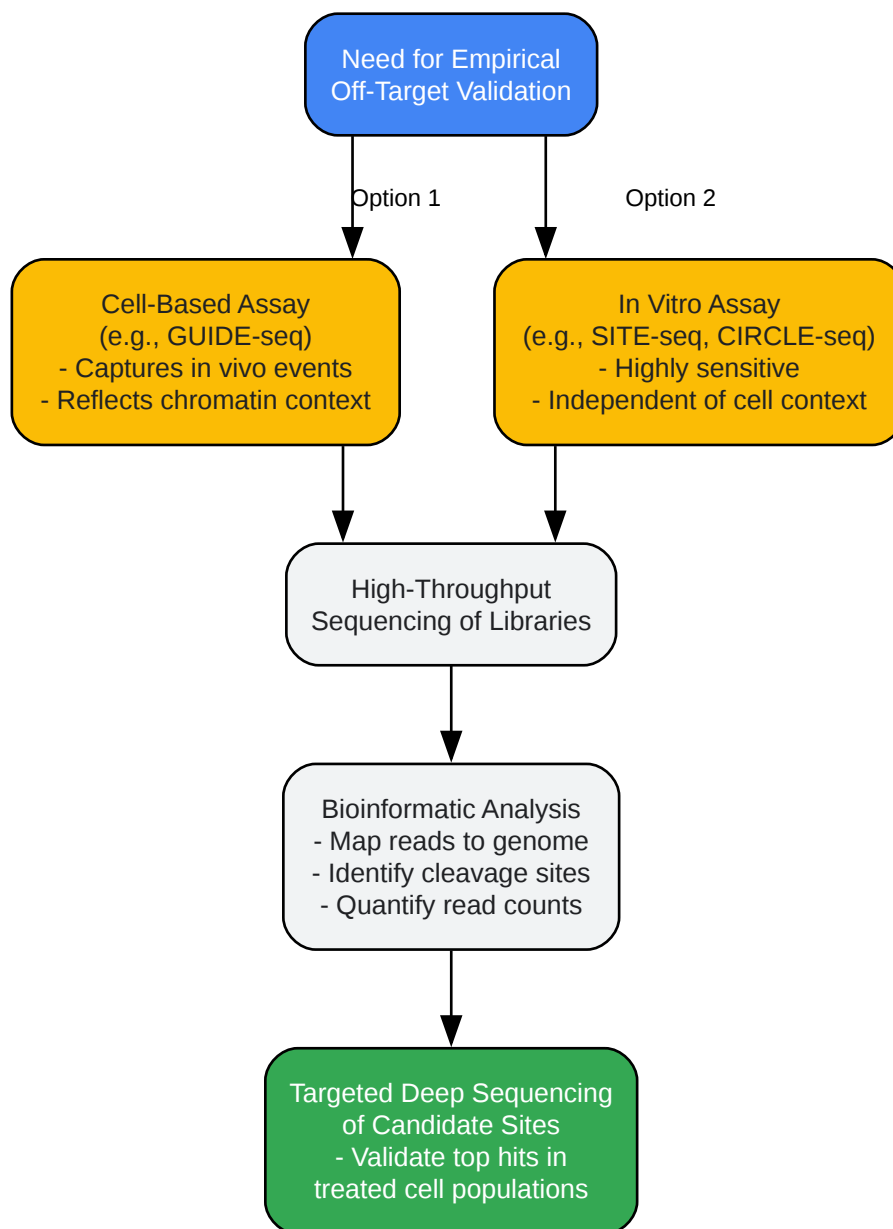 Need for Empirical
Off-Target Validation
Option 1
Option 2
Cell-Based Assay
(e.g., GUIDE-seq)
- Captures in vivo events
- Reflects chromatin context
In Vitro Assay
(e.g., SITE-seq, CIRCLE-seq)
- Highly sensitive
- Independent of cell context
High-Throughput
Sequencing of Libraries
Bioinformatic Analysis
- Map reads to genome
- Identify cleavage sites
- Quantify read counts
Targeted Deep Sequencing
of Candidate Sites
- Validate top hits in
treated cell populations